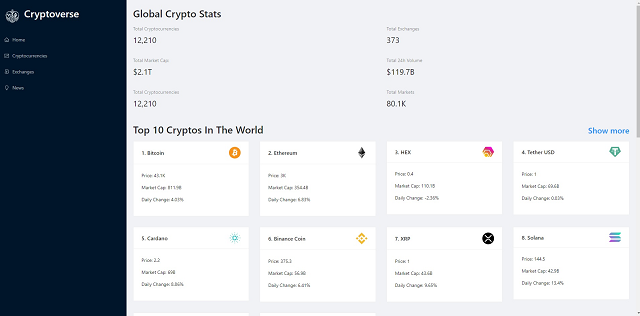 Cryptoverse
Home
Cryptocurrencies
Exchanges
News
Global Crypto Stats
Total Cryptocurrencies
12,210
Total Exchanges
373
Total Market Cap:
$2.1T
Total 24h Volume
$119.7B
Total Cryptocurrencies
12,210
Total Markets
80.1K
Top 10 Cryptos In The World
Show more
1. Bitcoin
Price: 43.1K
Market Cap: 811.9B
Daily Change: 4.03%
2. Ethereum
Price: 3K
Market Cap: 354.4B
Daily Change: 6.83%
3. HEX
Price: 0.4
Market Cap: 110.1B
Daily Change: -2.36%
4. Tether USD
Price: 1
Market Cap: 69.6B
Daily Change: 0.03%
5. Cardano
Price: 2.2
Market Cap: 69B
Daily Change: 5.05%
6. Binance Coin
Price: 375.2
Market Cap: 56.9B
Daily Change: 6.41%
7. XRP
Price: 1
Market Cap: 43.6B
Daily Change: 9.65%
8. Solana
Price: 144.5
Market Cap: 42.9B
Daily Change: 13.4%